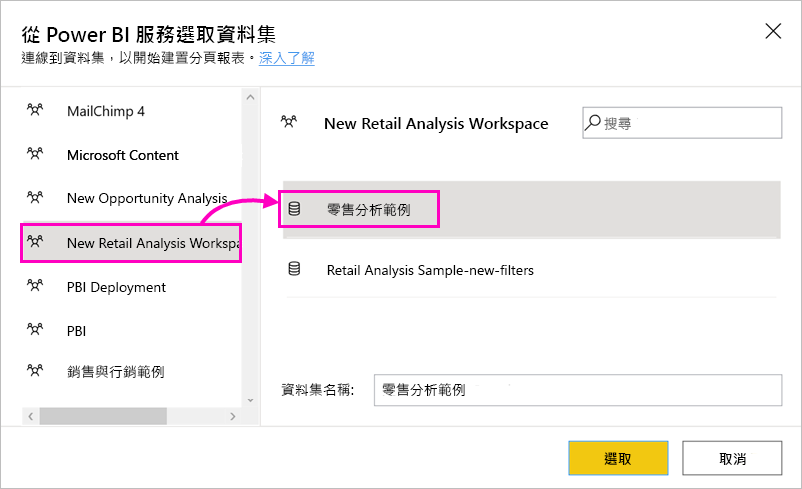 從 Power BI 服務選取資料集
連線到資料集，以開始建置分頁報表。深入了解
MailChimp 4
Microsoft Content
New Opportunity Analysis
New Retail Analysis Workspa
PBI Deployment
PBI
銷售與行銷範例
New Retail Analysis Workspace
搜尋
零售分析範例
Retail Analysis Sample-new-filters
資料集名稱:
零售分析範例
選取
取消